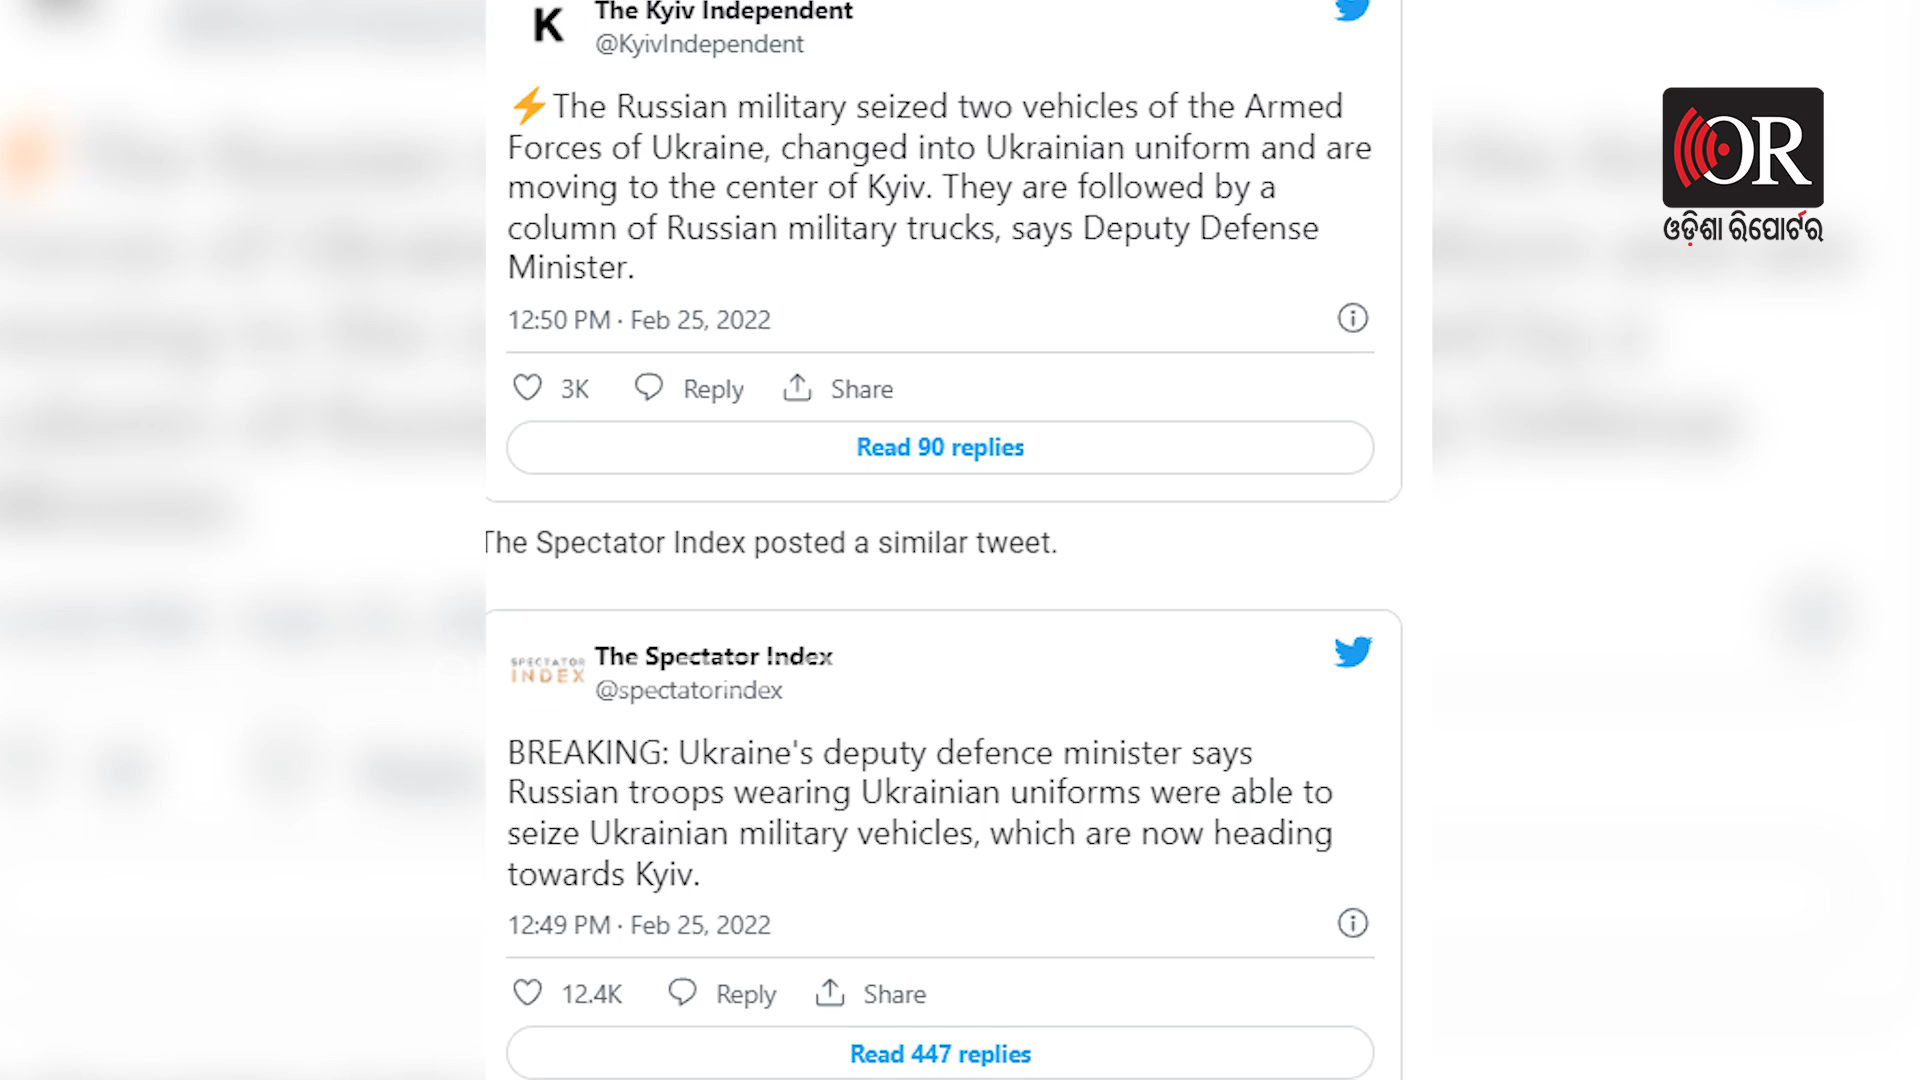 K
The Kyiv Independent
@KyivIndependent
⚡The Russian military seized two vehicles of the Armed
Forces of Ukraine, changed into Ukrainian uniform and are
moving to the center of Kyiv. They are followed by a
column of Russian military trucks, says Deputy Defense
Minister.
12:50 PM · Feb 25, 2022
3K Reply Share
Read 90 replies
The Spectator Index posted a similar tweet.
SPECTATOR
INDEX
The Spectator Index
@spectatorindex
BREAKING: Ukraine's deputy defence minister says
Russian troops wearing Ukrainian uniforms were able to
seize Ukrainian military vehicles, which are now heading
towards Kyiv.
12:49 PM · Feb 25, 2022
12.4K Reply Share
Read 447 replies
OR
ଓଡ଼ିଶା ରିପୋର୍ଟର